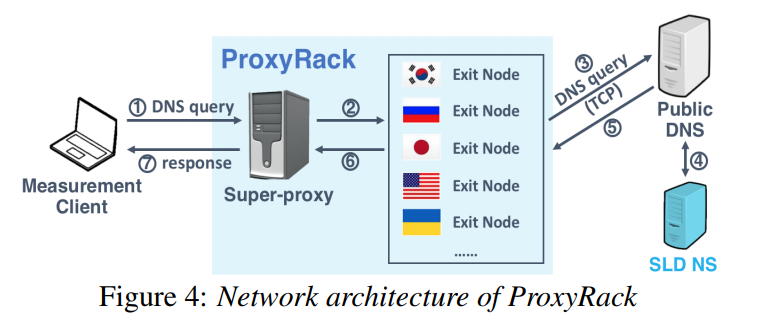 ProxyRack
① DNS query
②
③
DNS query
(TCP)
⑤
Exit Node
Exit Node
Exit Node
Exit Node
Exit Node
......
⑦ response
⑥
Measurement
Client
Super-proxy
Public
DNS
④
SLD NS
Figure 4: Network architecture of ProxyRack